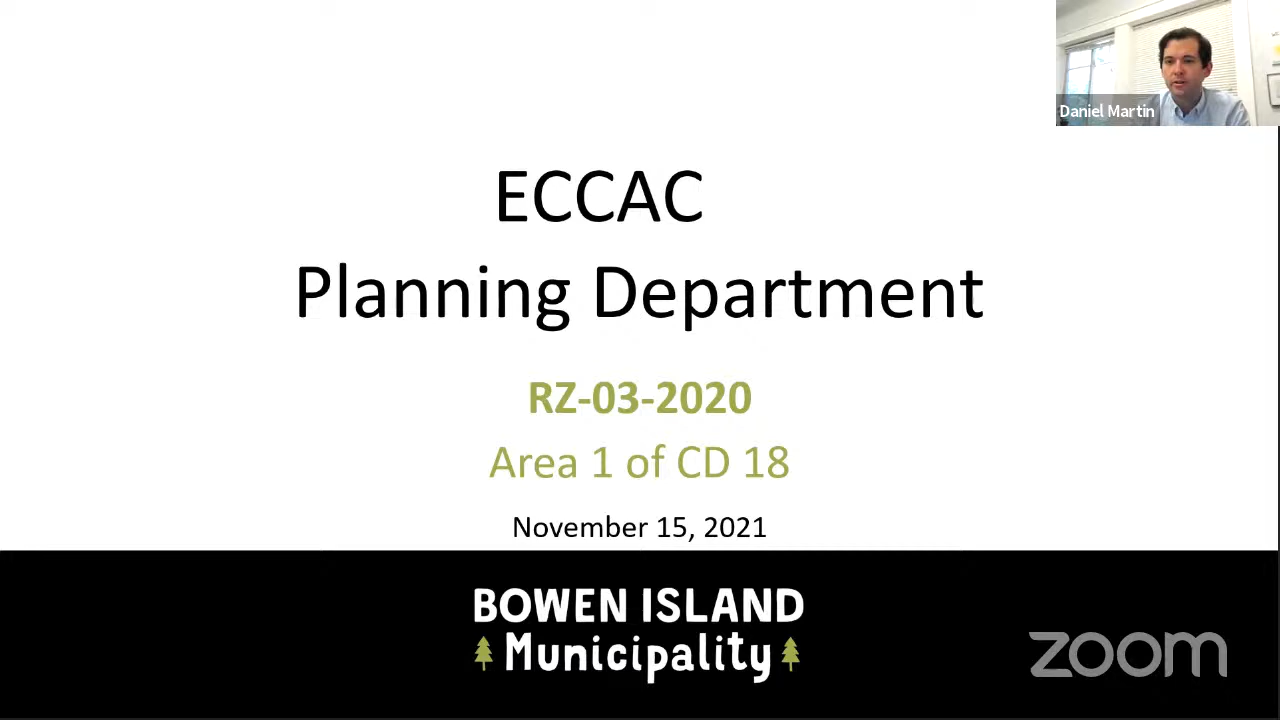 Daniel Martin
ECCAC
Planning Department
RZ-03-2020
Area 1 of CD 18
November 15, 2021
BOWEN ISLAND
Municipality
zoom